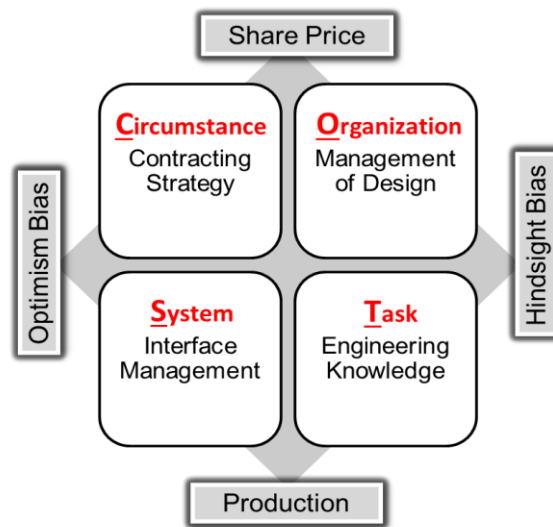 Share Price
Circumstance
Contracting
Strategy
Organization
Management
of Design
Optimism Bias
Hindsight Bias
System
Interface
Management
Task
Engineering
Knowledge
Production